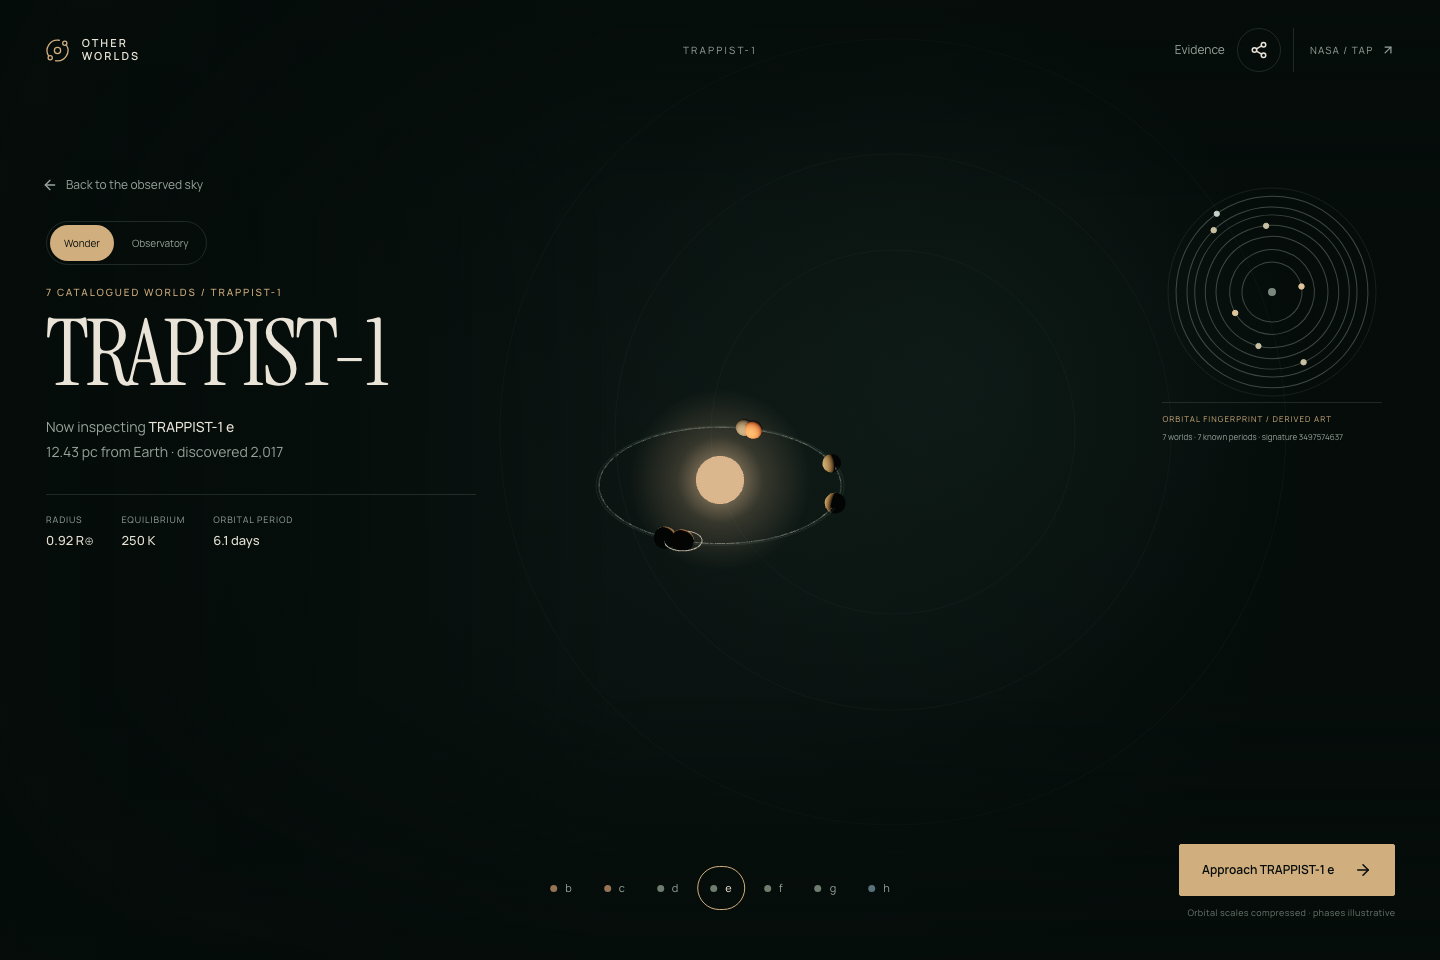 OTHER
WORLDS
TRAPPIST-1
Evidence
NASA / TAP
Back to the observed sky
Wonder
Observatory
7 CATALOGUED WORLDS / TRAPPIST-1
TRAPPIST-1
Now inspecting TRAPPIST-1 e
12.43 pc from Earth · discovered 2,017
RADIUS
EQUILIBRIUM
ORBITAL PERIOD
0.92 R⊕
250 K
6.1 days
ORBITAL FINGERPRINT / DERIVED ART
7 worlds · 7 known periods · signature 3497574637
b
c
d
e
f
g
h
Approach TRAPPIST-1 e
Orbital scales compressed · phases illustrative